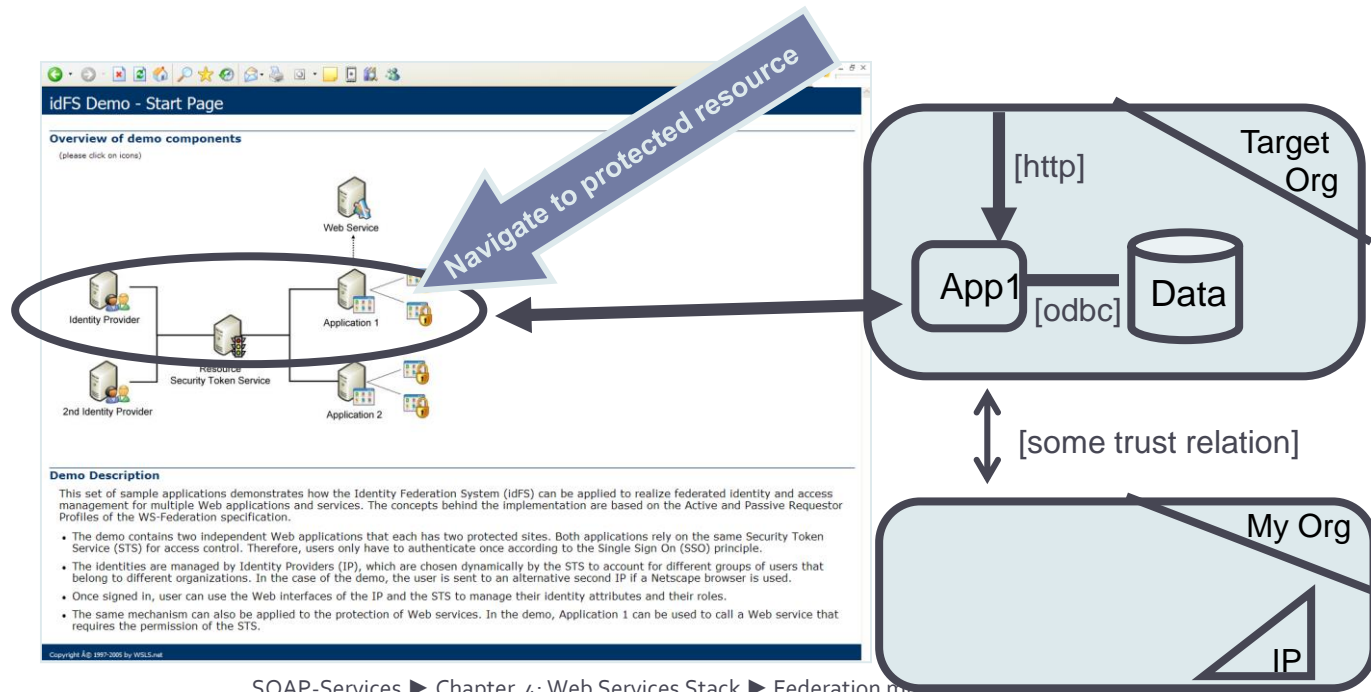 idFS Demo - Start Page
Overview of demo components
(please click on icons)
Web Service
Identity Provider
Application 1
Resource
Security Token Service
2nd Identity Provider
Application 2
Navigate to protected resource
Demo Description
This set of sample applications demonstrates how the Identity Federation System (idFS) can be applied to realize federated identity and access
management for multiple Web applications and services. The concepts behind the implementation are based on the Active and Passive Requestor
Profiles of the WS-Federation specification.
• The demo contains two independent Web applications that each has two protected sites. Both applications rely on the same Security Token
Service (STS) for access control. Therefore, users only have to authenticate once according to the Single Sign On (SSO) principle.
• The identities are managed by Identity Providers (IP), which are chosen dynamically by the STS to account for different groups of users that
belong to different organizations. In the case of the demo, the user is sent to an alternative second IP if a Netscape browser is used.
• Once signed in, user can use the Web interfaces of the IP and the STS to manage their identity attributes and their roles.
• The same mechanism can also be applied to the protection of Web services. In the demo, Application 1 can be used to call a Web service that
requires the permission of the STS.
Copyright Â© 1997-2005 by WSLS.net
Target
Org
[http]
App1
[odbc]
Data
[some trust relation]
My Org
IP
SOAP-Services ► Chapter 4: Web Services Stack ► Federation